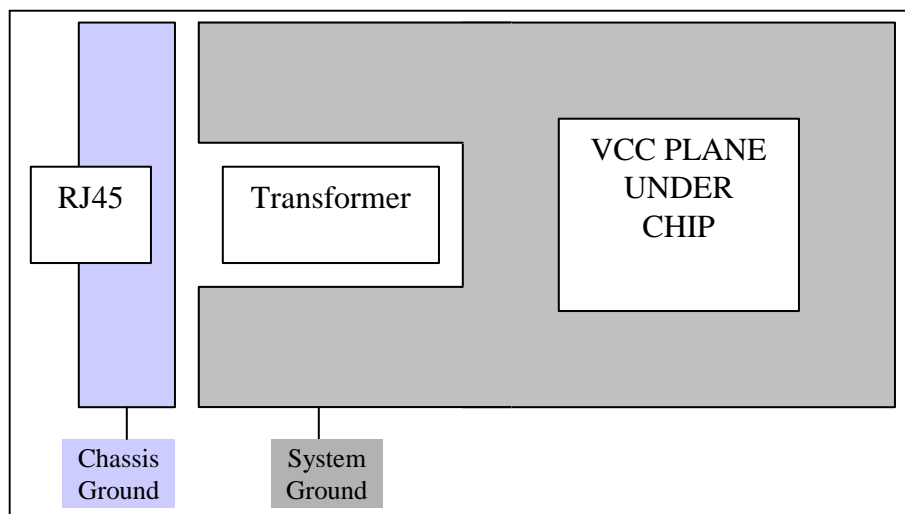 RJ45
Transformer
VCC PLANE
UNDER
CHIP
Chassis
Ground
System
Ground